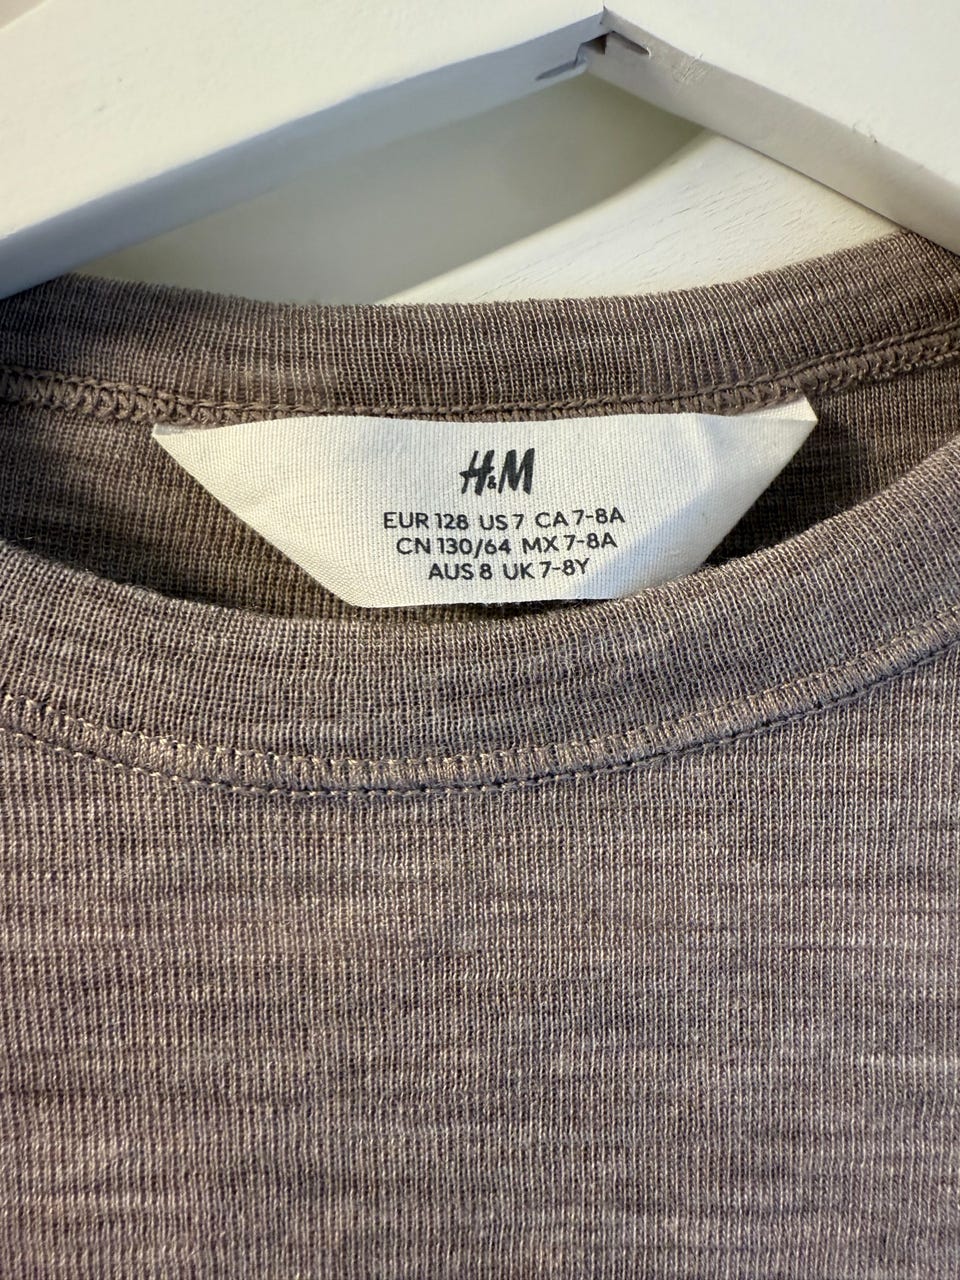 H&M
EUR 128 US 7 CA 7-8A
CN 130/64 MX 7-8A
AUS 8 UK 7-8Y